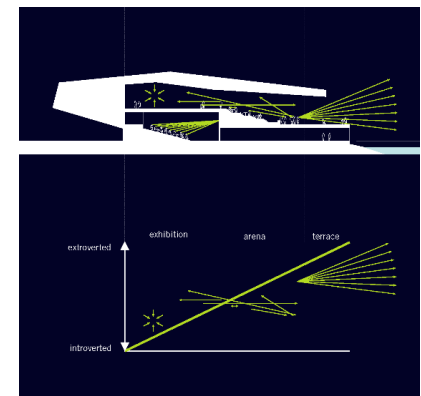 exhibition
arena
terrace
extroverted
introverted